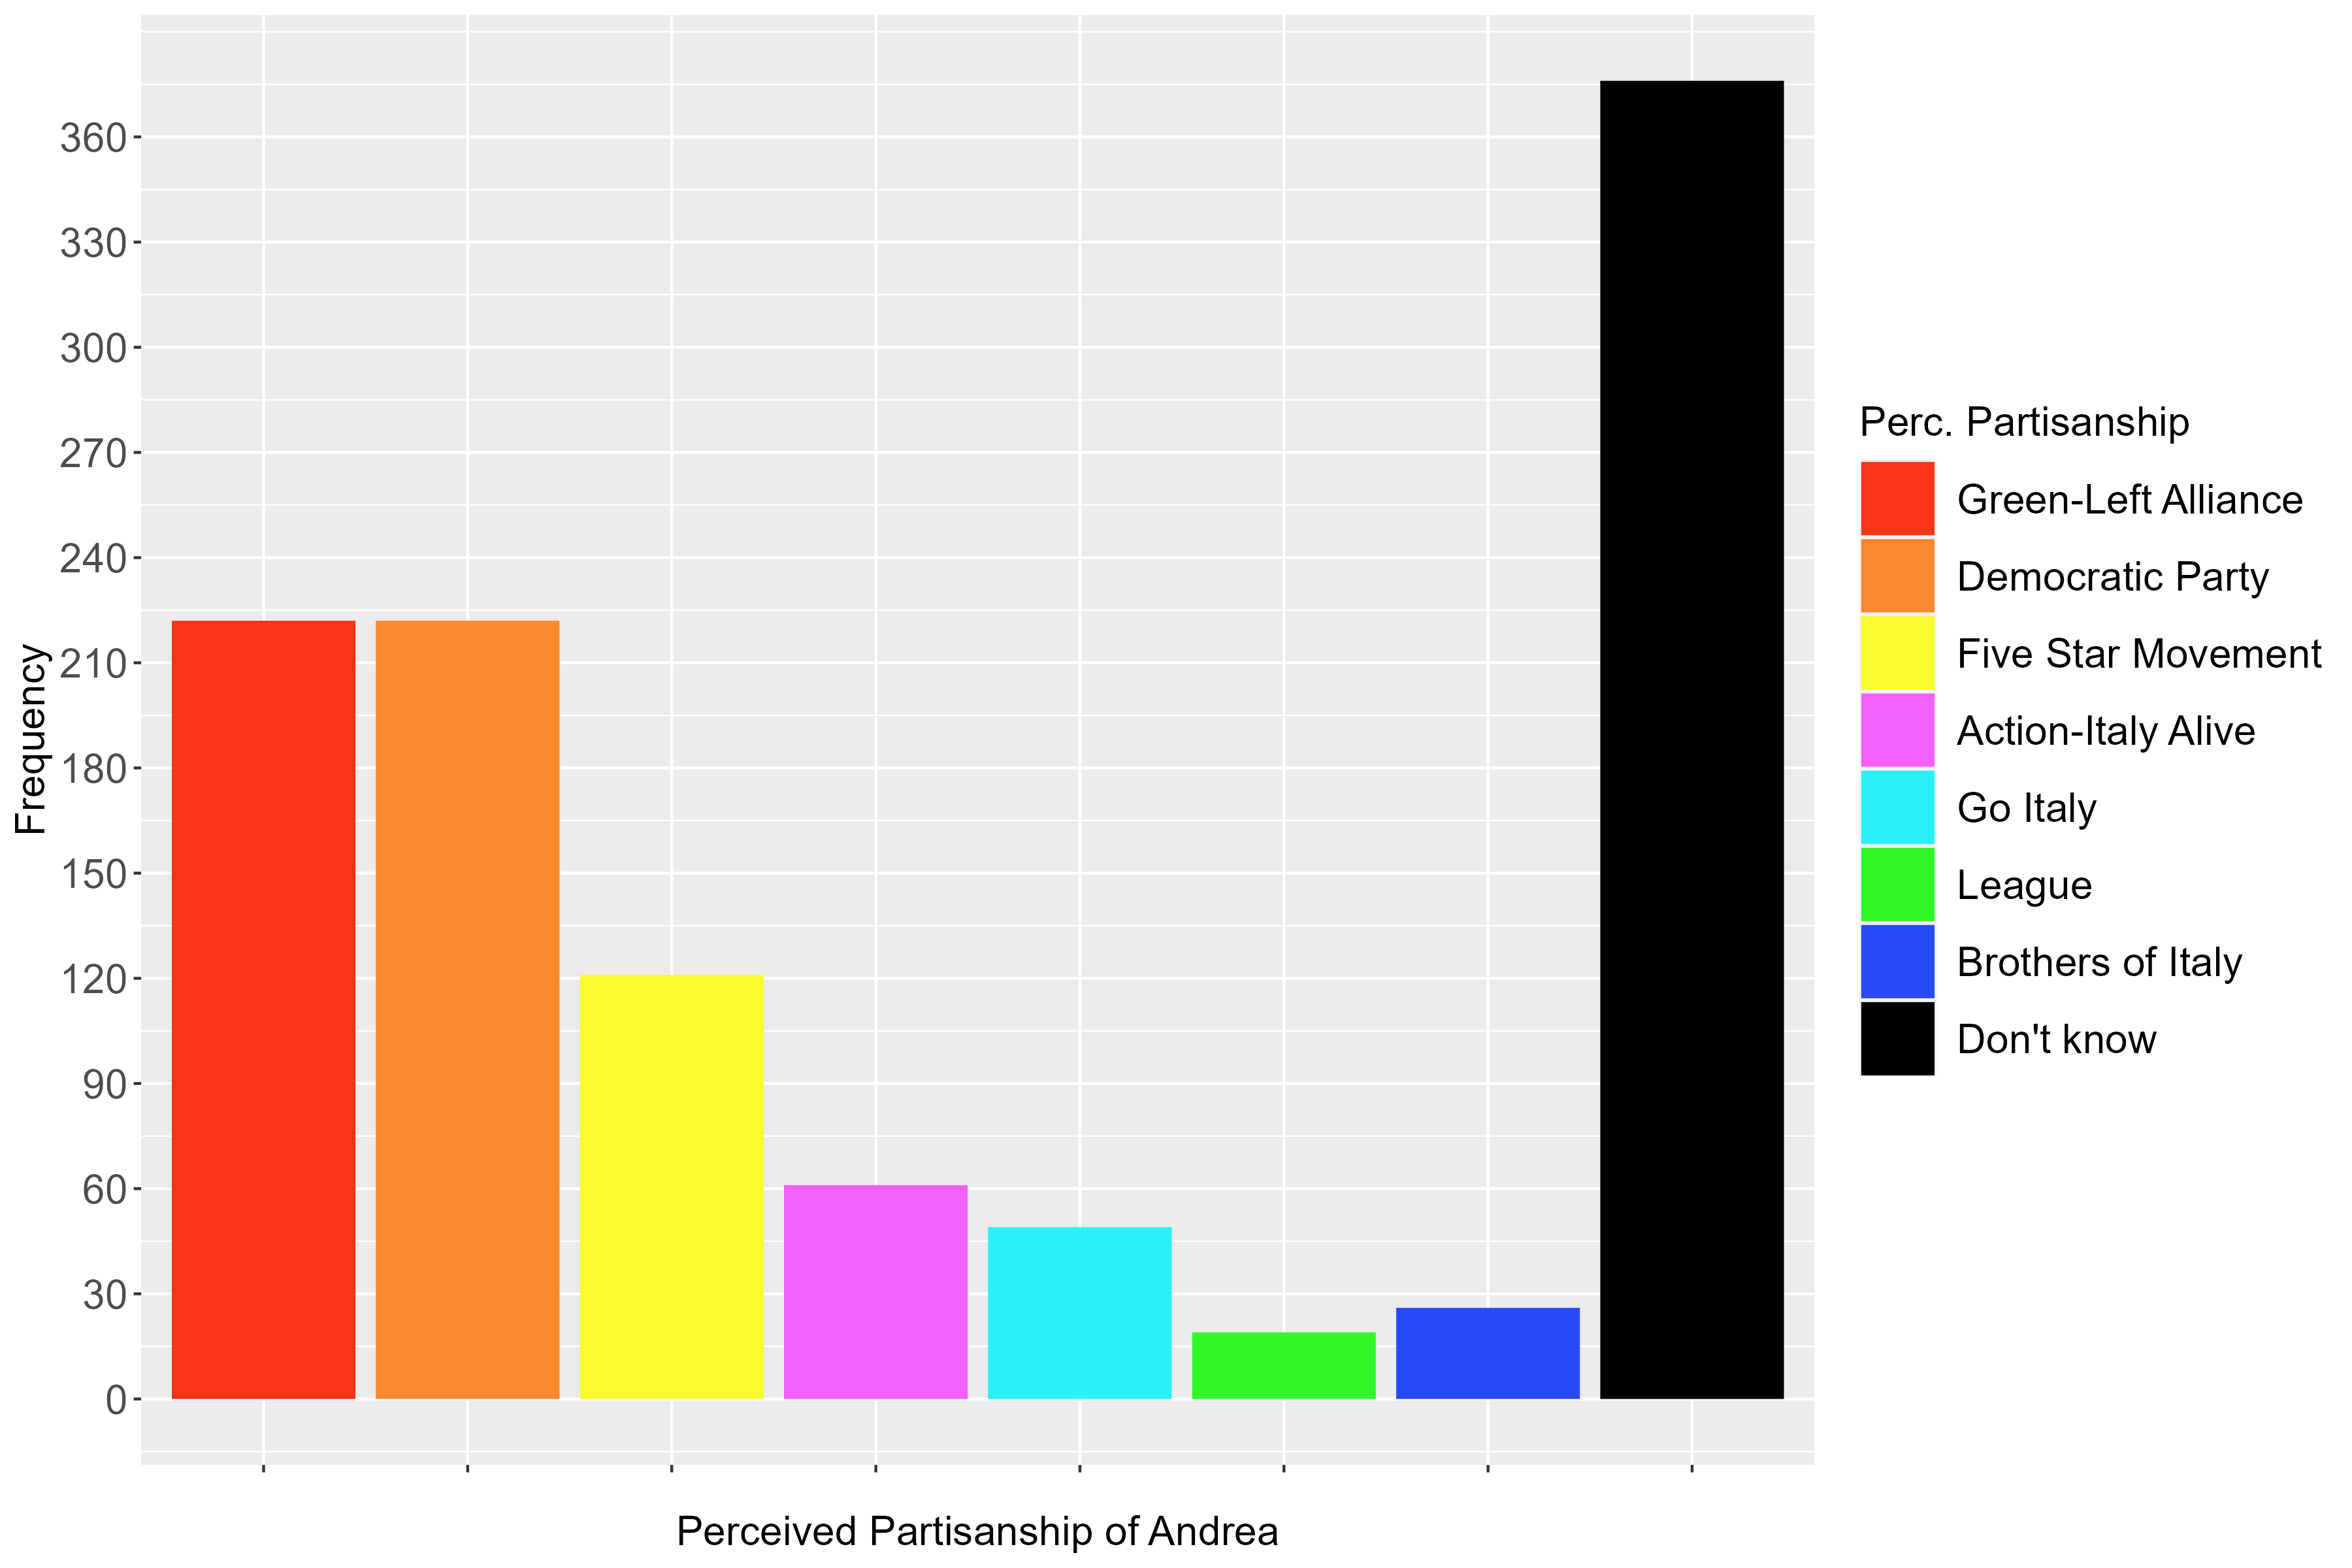 360
330
300
270
240
210
180
150
120
90
60
30
0
Frequency
Perceived Partisanship of Andrea
Perc. Partisanship
Green-Left Alliance
Democratic Party
Five Star Movement
Action-Italy Alive
Go Italy
League
Brothers of Italy
Don't know